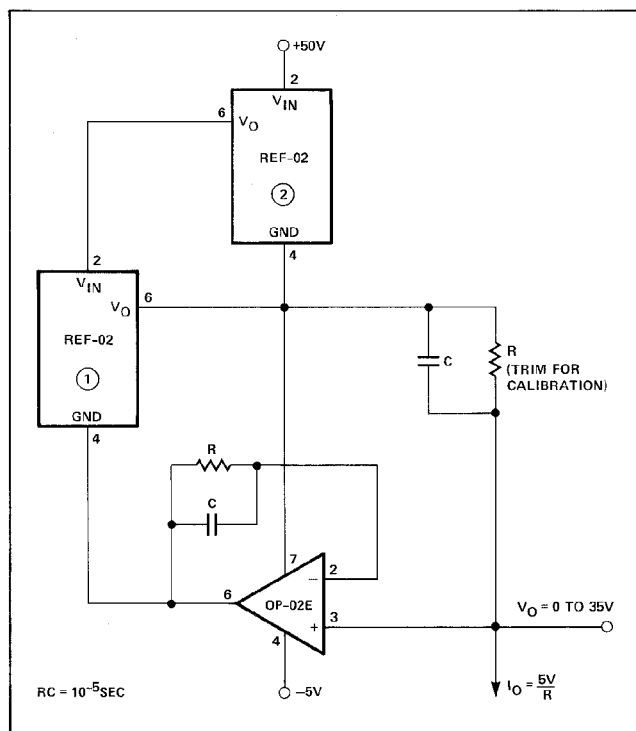 +50V
2
V_IN
6
V_O
REF-02
2
GND
4
2
V_IN
6
V_O
REF-02
1
GND
4
C
R
(TRIM FOR
CALIBRATION)
R
C
7
2
−
6
OP-02E
+
3
4
V_O = 0 TO 35V
−5V
I_O = 5V/R
RC = 10⁻⁵SEC